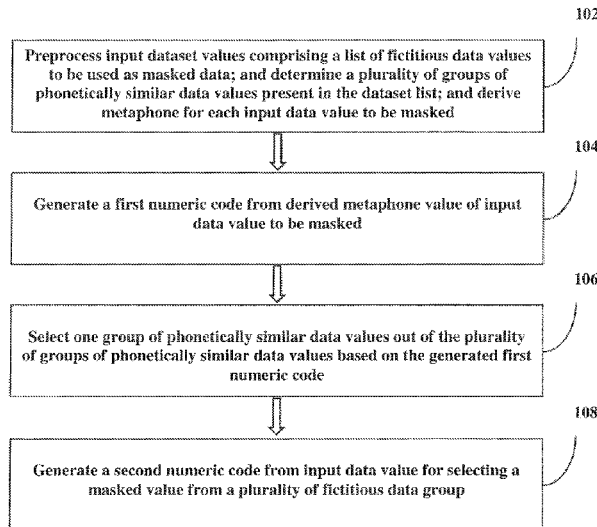 102
Preprocess input dataset values comprising a list of fictitious data values
to be used as masked data; and determine a plurality of groups of
phonetically similar data values present in the dataset list; and derive
metaphone for each input data value to be masked
104
Generate a first numeric code from derived metaphone value of input
data value to be masked
106
Select one group of phonetically similar data values out of the plurality
of groups of phonetically similar data values based on the generated first
numeric code
108
Generate a second numeric code from input data value for selecting a
masked value from a plurality of fictitious data group